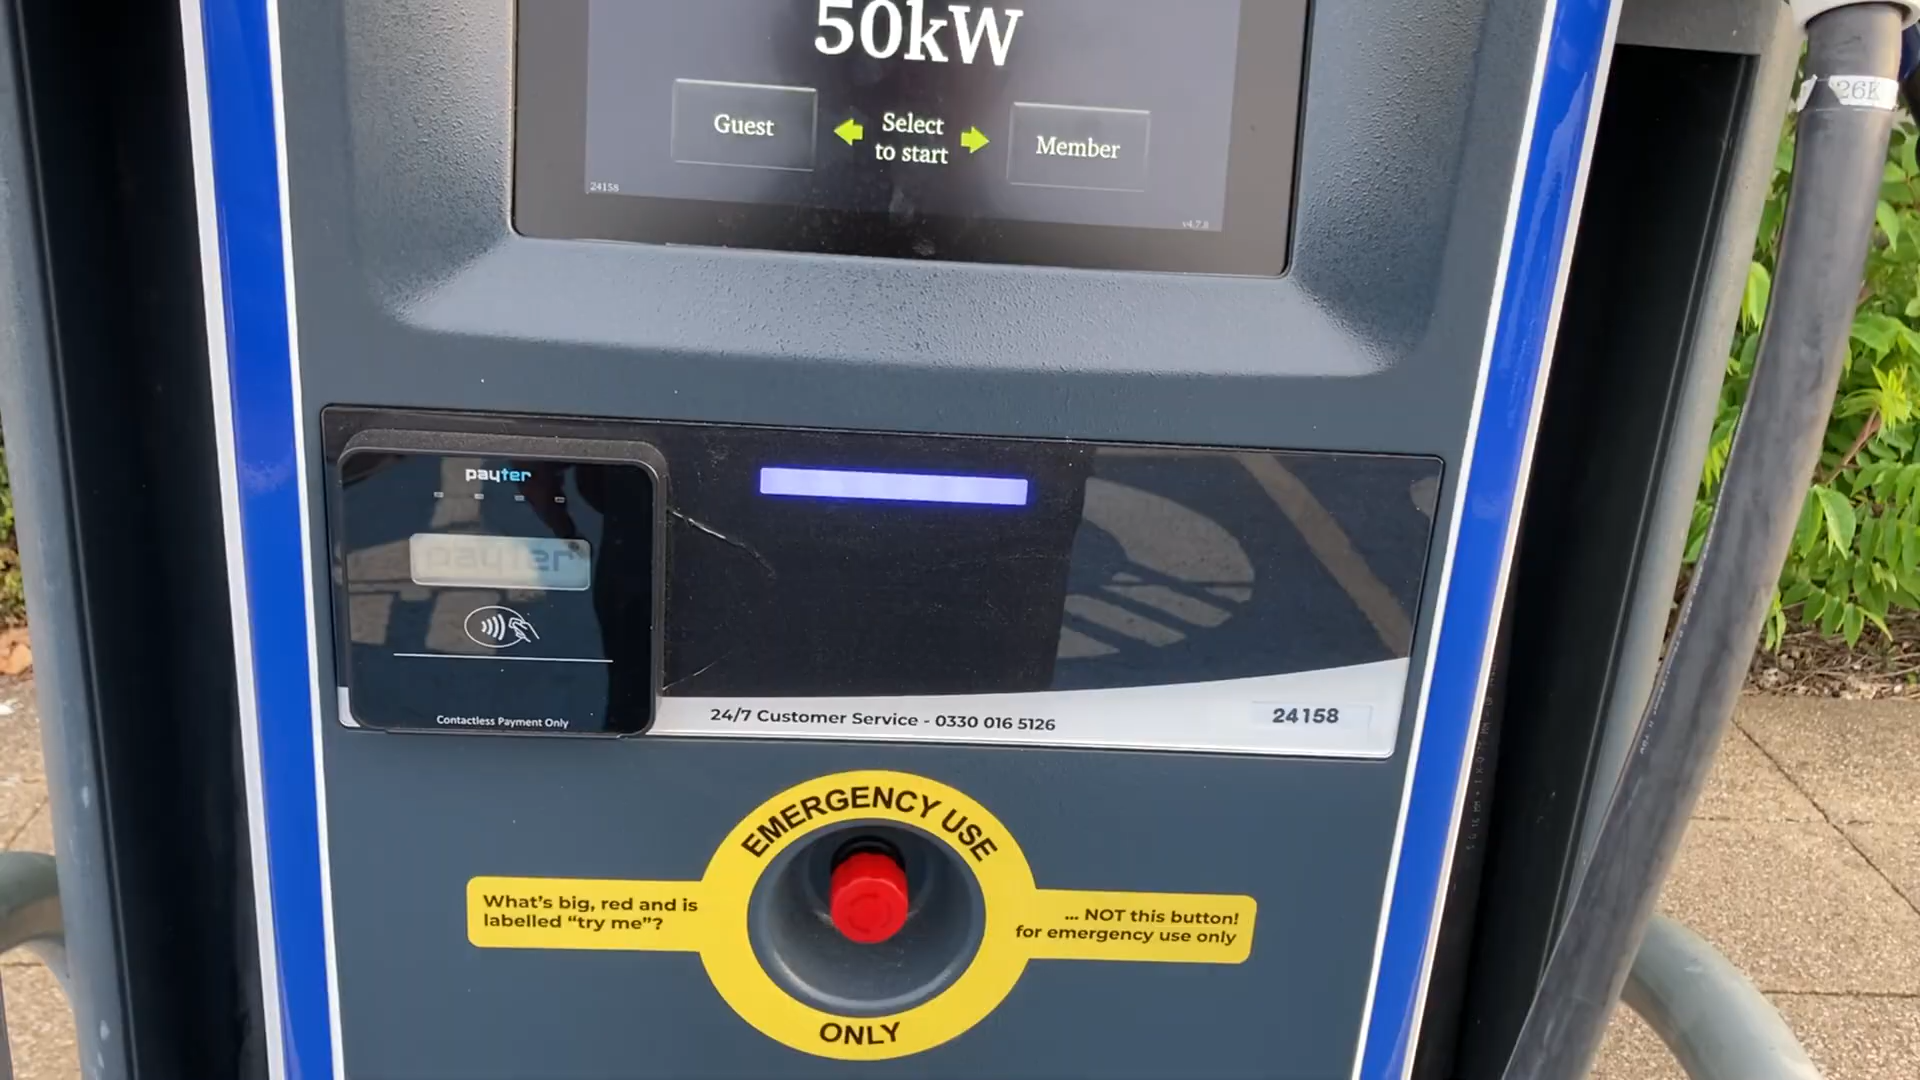 50kW
Guest
Select
to start
Member
24158
v4.7.8
26K
payter
payter
Contactless Payment Only
24/7 Customer Service - 0330 016 5126
24158
EMERGENCY USE
What's big, red and is
labelled "try me"?
... NOT this button!
for emergency use only
ONLY